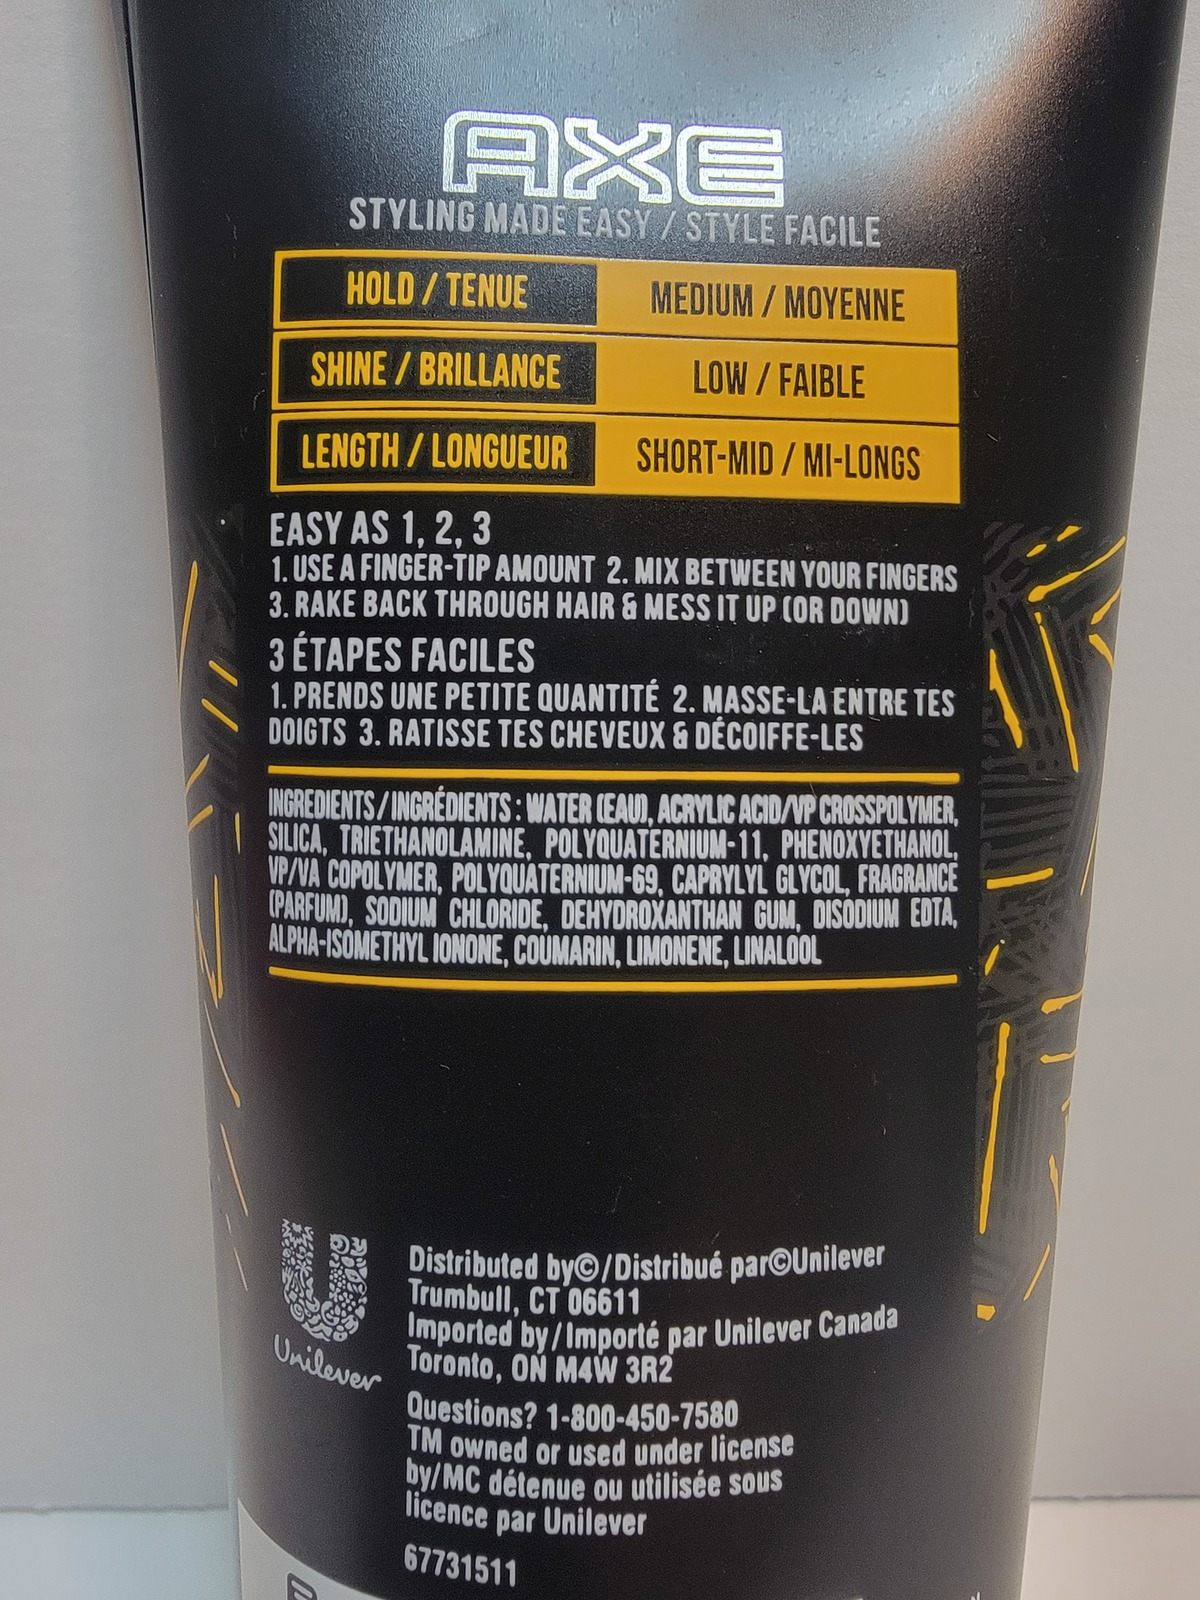 AXE
STYLING MADE EASY / STYLE FACILE
HOLD / TENUE MEDIUM / MOYENNE
SHINE / BRILLANCE LOW / FAIBLE
LENGTH / LONGUEUR SHORT-MID / MI-LONGS
EASY AS 1, 2, 3
1. USE A FINGER-TIP AMOUNT 2. MIX BETWEEN YOUR FINGERS
3. RAKE BACK THROUGH HAIR & MESS IT UP (OR DOWN)
3 ÉTAPES FACILES
1. PRENDS UNE PETITE QUANTITÉ 2. MASSE-LA ENTRE TES
DOIGTS 3. RATISSE TES CHEVEUX & DÉCOIFFE-LES
INGREDIENTS / INGRÉDIENTS : WATER (EAU), ACRYLIC ACID/VP CROSSPOLYMER,
SILICA, TRIETHANOLAMINE, POLYQUATERNIUM-11, PHENOXYETHANOL,
VP/VA COPOLYMER, POLYQUATERNIUM-69, CAPRYLYL GLYCOL, FRAGRANCE
(PARFUM), SODIUM CHLORIDE, DEHYDROXANTHAN GUM, DISODIUM EDTA,
ALPHA-ISOMETHYL IONONE, COUMARIN, LIMONENE, LINALOOL
Distributed by©/Distribué par©Unilever
Trumbull, CT 06611
Imported by/Importé par Unilever Canada
Toronto, ON M4W 3R2
Unilever
Questions? 1-800-450-7580
TM owned or used under license
by/MC détenue ou utilisée sous
licence par Unilever
67731511